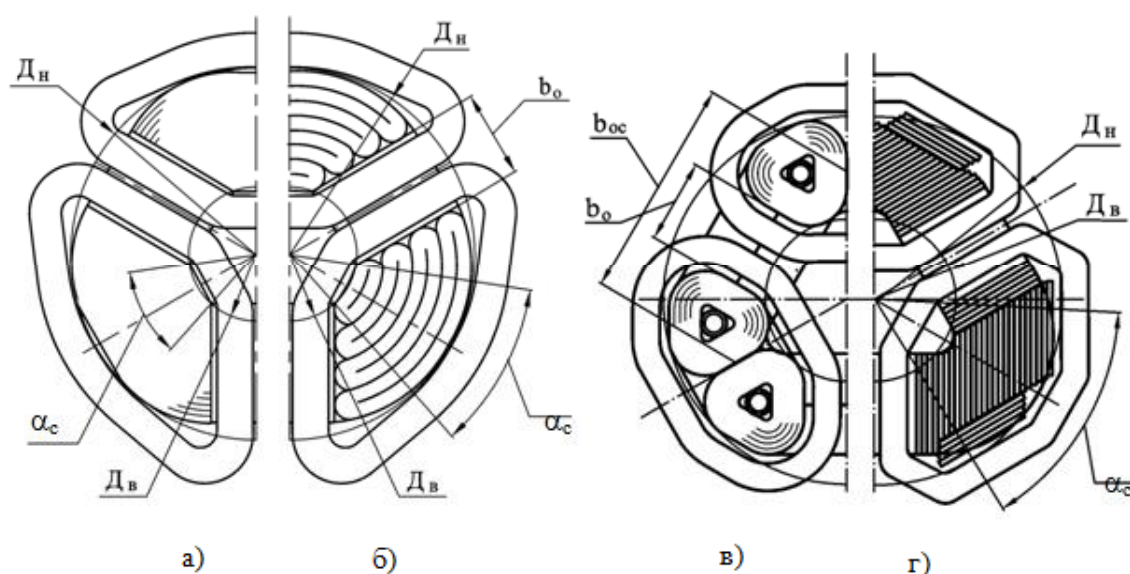 Дн
Дн
bо
αс
αс
Дв
Дв
а)
б)
bос
bо
Дн
Дв
αс
в)
г)